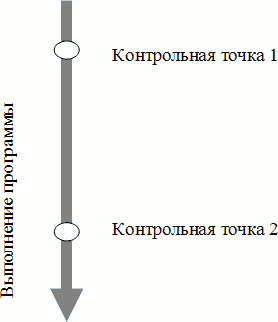 Контрольная точка 1
Выполнение программы
Контрольная точка 2